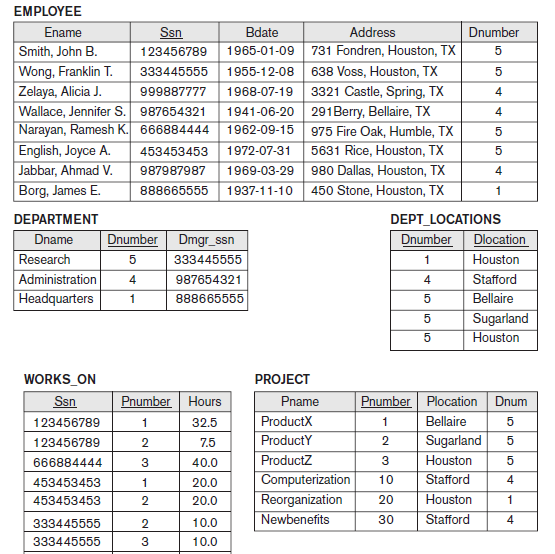 EMPLOYEE
Ename Ssn Bdate Address Dnumber
Smith, John B. 123456789 1965-01-09 731 Fondren, Houston, TX 5
Wong, Franklin T. 333445555 1955-12-08 638 Voss, Houston, TX 5
Zelaya, Alicia J. 999887777 1968-07-19 3321 Castle, Spring, TX 4
Wallace, Jennifer S. 987654321 1941-06-20 291Berry, Bellaire, TX 4
Narayan, Ramesh K. 666884444 1962-09-15 975 Fire Oak, Humble, TX 5
English, Joyce A. 453453453 1972-07-31 5631 Rice, Houston, TX 5
Jabbar, Ahmad V. 987987987 1969-03-29 980 Dallas, Houston, TX 4
Borg, James E. 888665555 1937-11-10 450 Stone, Houston, TX 1
DEPARTMENT
Dname Dnumber Dmgr_ssn
Research 5 333445555
Administration 4 987654321
Headquarters 1 888665555
DEPT_LOCATIONS
Dnumber Dlocation
1 Houston
4 Stafford
5 Bellaire
5 Sugarland
5 Houston
WORKS_ON
Ssn Pnumber Hours
123456789 1 32.5
123456789 2 7.5
666884444 3 40.0
453453453 1 20.0
453453453 2 20.0
333445555 2 10.0
333445555 3 10.0
PROJECT
Pname Pnumber Plocation Dnum
ProductX 1 Bellaire 5
ProductY 2 Sugarland 5
ProductZ 3 Houston 5
Computerization 10 Stafford 4
Reorganization 20 Houston 1
Newbenefits 30 Stafford 4